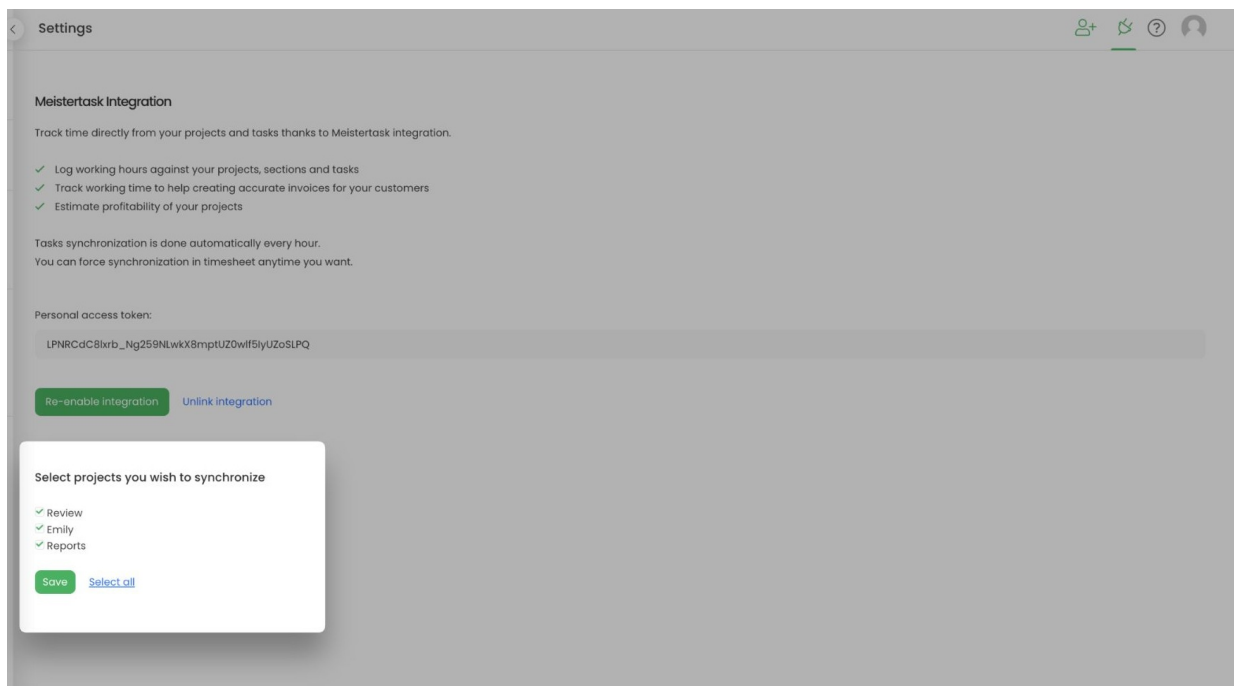 Settings
Meistertask Integration
Track time directly from your projects and tasks thanks to Meistertask integration.
Log working hours against your projects, sections and tasks
Track working time to help creating accurate invoices for your customers
Estimate profitability of your projects
Tasks synchronization is done automatically every hour.
You can force synchronization in timesheet anytime you want.
Personal access token:
LPNRCdC8lxrb_Ng259NLwkX8mptUZ0wlf5lyUZoSLPQ
Re-enable integration Unlink integration
Select projects you wish to synchronize
Review
Emily
Reports
Save Select all